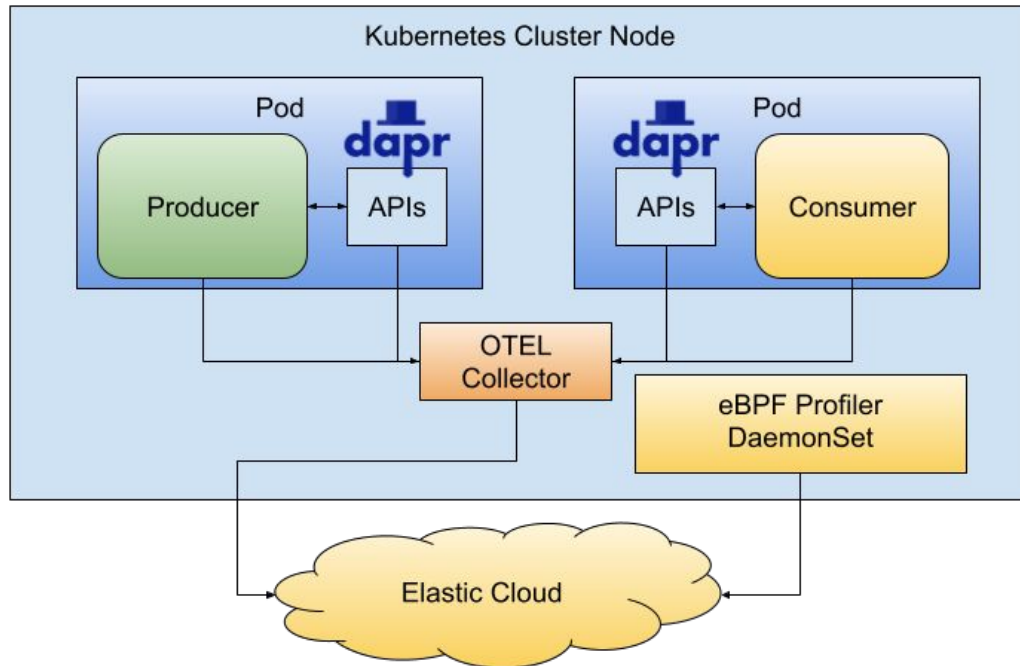 Kubernetes Cluster Node
Pod
dapr
Producer
APIs
Pod
dapr
APIs
Consumer
OTEL
Collector
eBPF Profiler
DaemonSet
Elastic Cloud